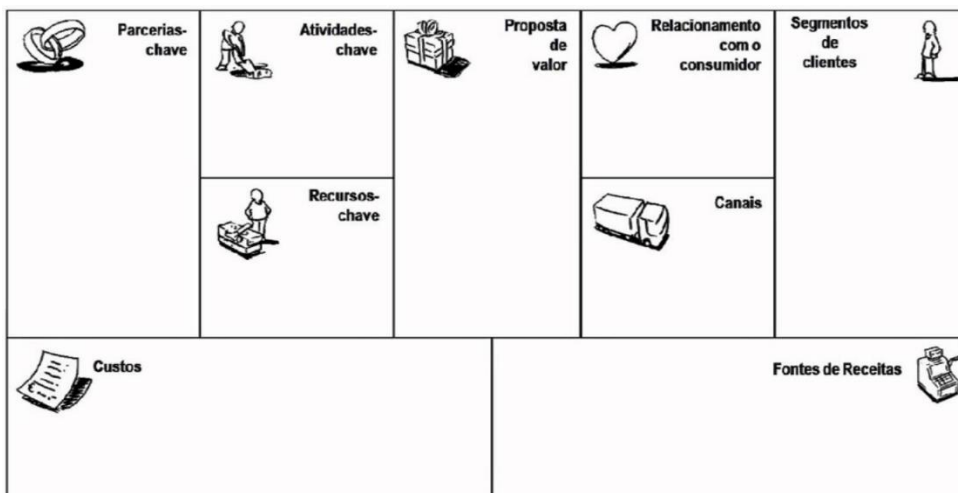 Parcerias-
chave
Atividades-
chave
Proposta
de
valor
Relacionamento
com o
consumidor
Segmentos
de
clientes
Recursos-
chave
Canais
Custos
Fontes de Receitas